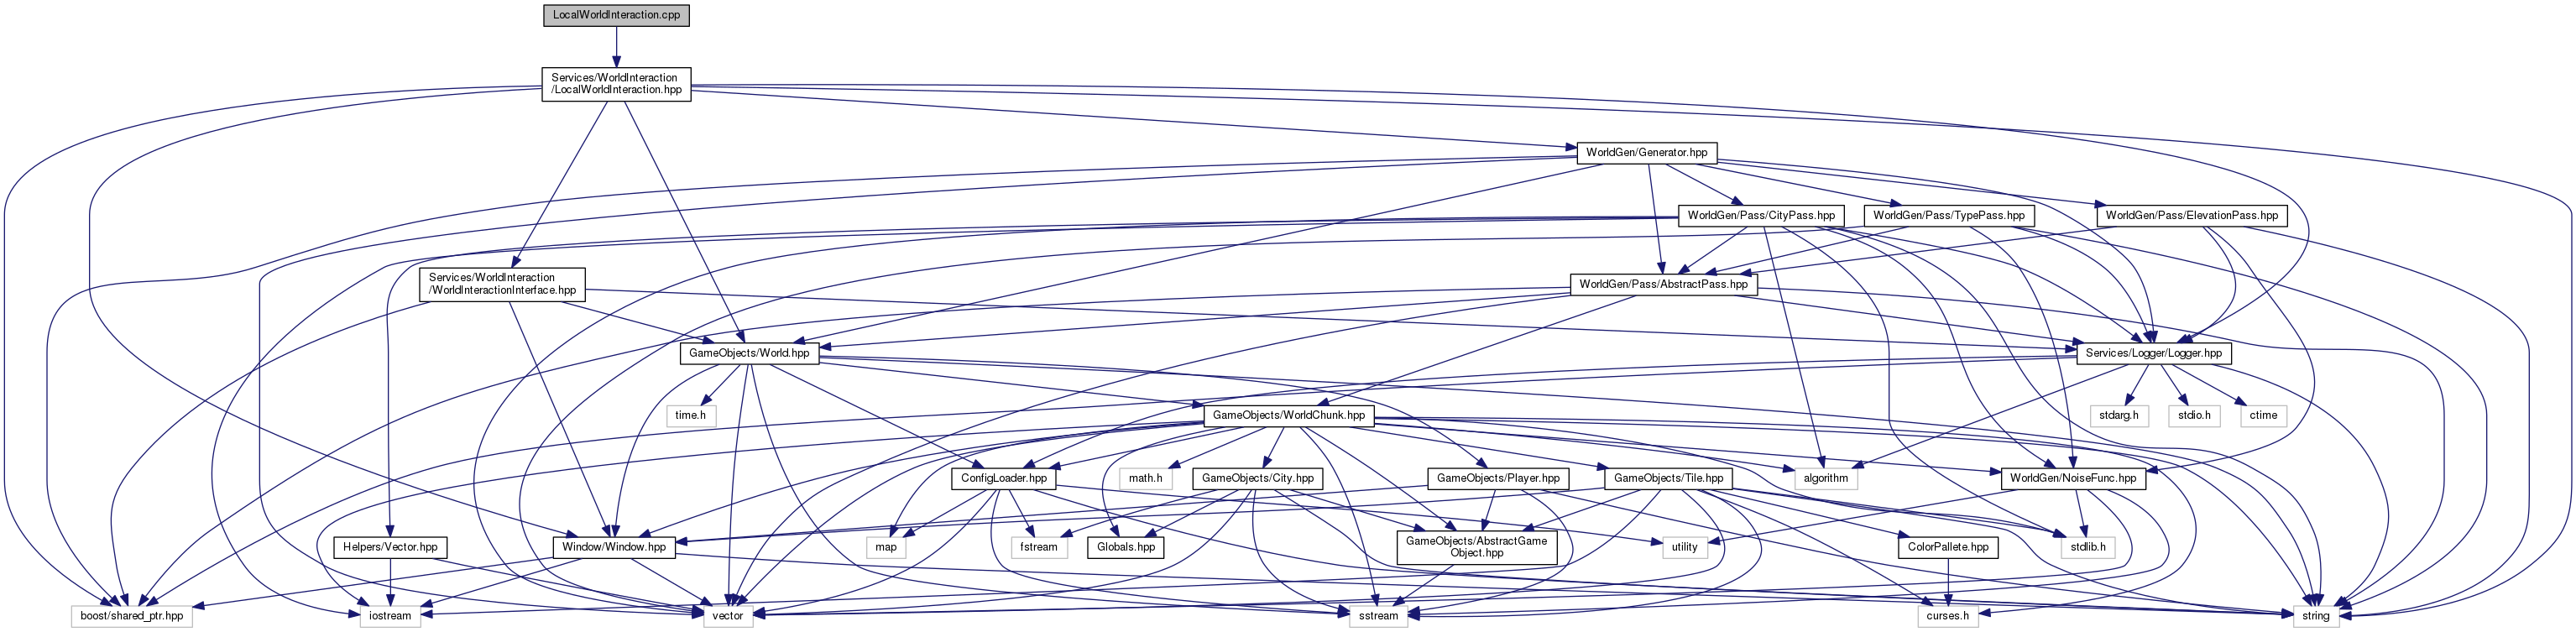 LocalWorldInteraction.cpp
Services/WorldInteraction
/LocalWorldInteraction.hpp
WorldGen/Generator.hpp
WorldGen/Pass/CityPass.hpp
WorldGen/Pass/TypePass.hpp
WorldGen/Pass/ElevationPass.hpp
Services/WorldInteraction
/WorldInteractionInterface.hpp
WorldGen/Pass/AbstractPass.hpp
GameObjects/World.hpp
Services/Logger/Logger.hpp
time.h
GameObjects/WorldChunk.hpp
stdarg.h
stdio.h
ctime
ConfigLoader.hpp
math.h
GameObjects/City.hpp
GameObjects/Player.hpp
GameObjects/Tile.hpp
algorithm
WorldGen/NoiseFunc.hpp
Helpers/Vector.hpp
Window/Window.hpp
map
fstream
Globals.hpp
GameObjects/AbstractGame
Object.hpp
utility
ColorPallete.hpp
stdlib.h
boost/shared_ptr.hpp
iostream
vector
sstream
curses.h
string